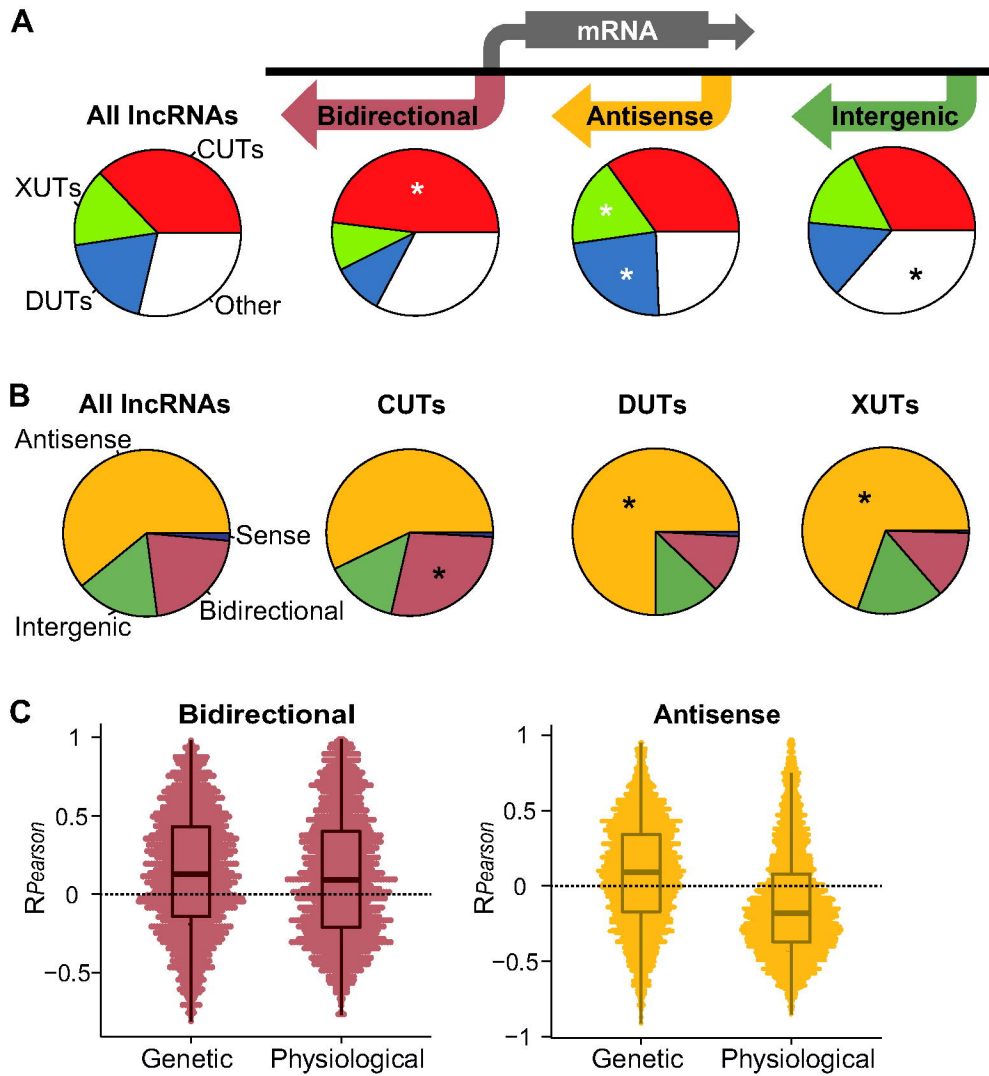 A
mRNA
All lncRNAs
Bidirectional
Antisense
Intergenic
CUTs
XUTs
DUTs
Other
*
*
*
*
B
All lncRNAs
CUTs
DUTs
XUTs
Antisense
Sense
Bidirectional
Intergenic
*
*
*
C
Bidirectional
Antisense
RPearson
1
0.5
0
−0.5
Genetic
Physiological
RPearson
1
0.5
0
−0.5
−1
Genetic
Physiological